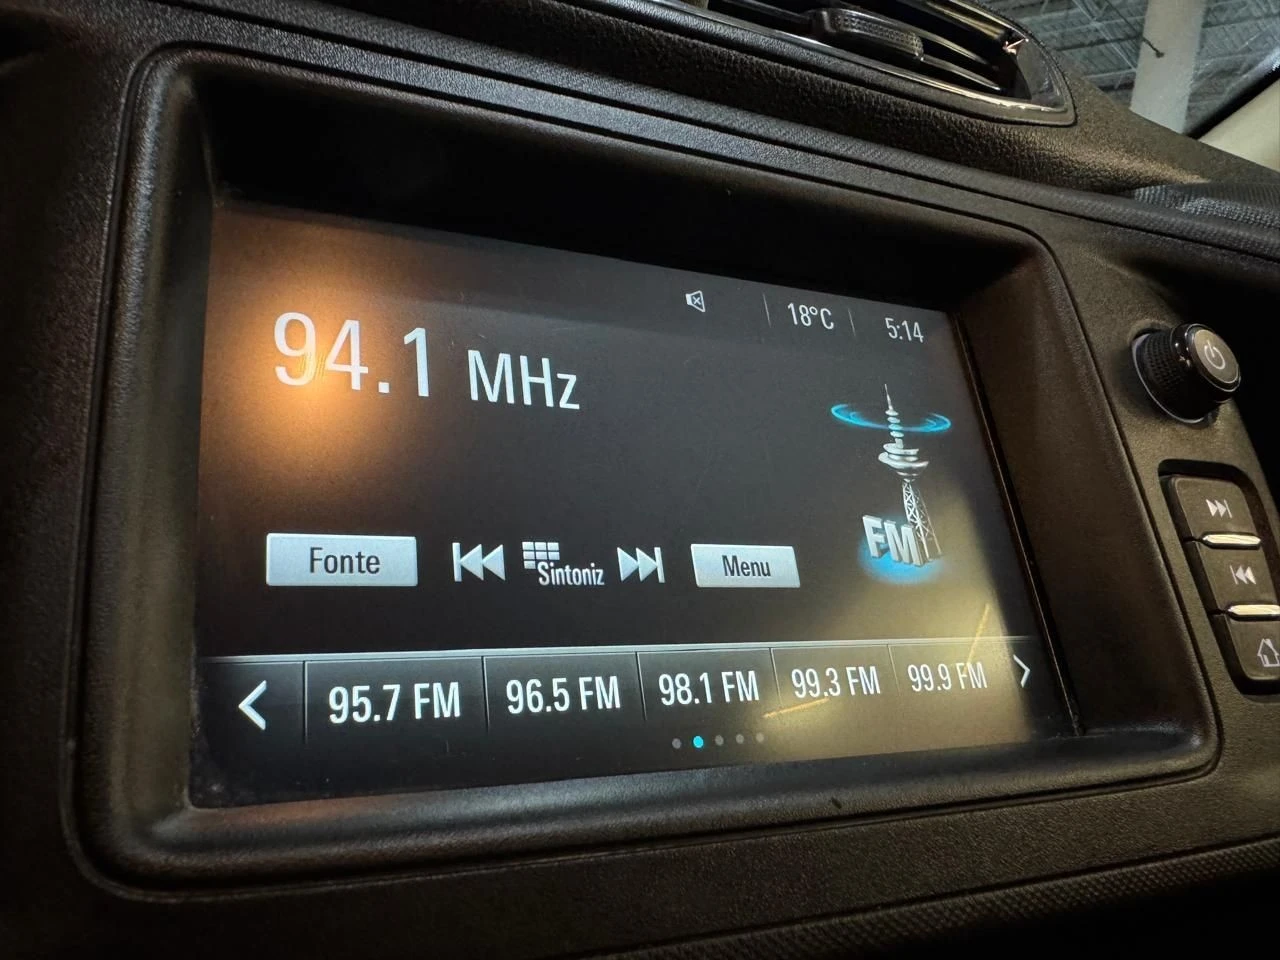 18°C 5:14
94.1 MHz
FM
Fonte Sintoniz Menu
95.7 FM 96.5 FM 98.1 FM 99.3 FM 99.9 FM